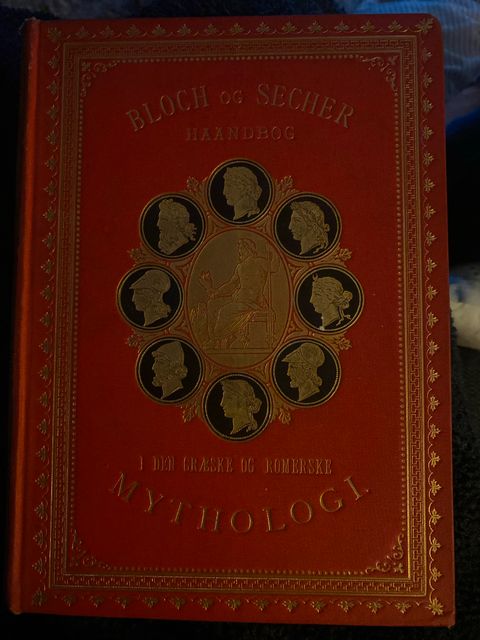 BLOCH OG SECHER
HAANDBOG
I DEN GRÆSKE OG ROMERSKE
MYTHOLOGI.